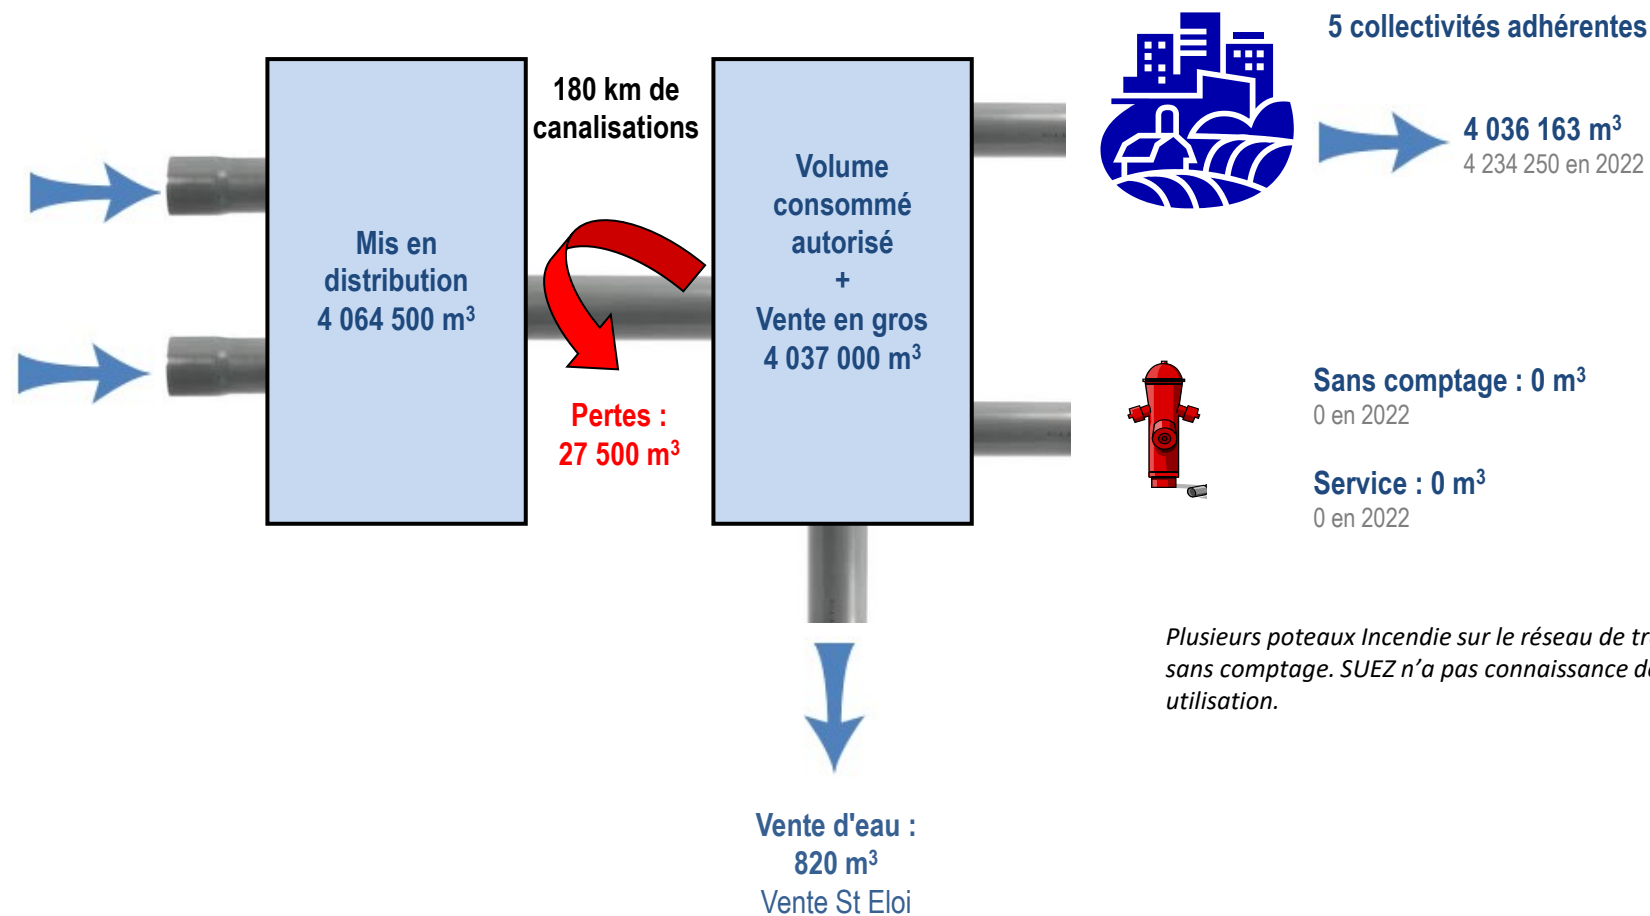 5 collectivités adhérentes
180 km de
canalisations
4 036 163 m³
4 234 250 en 2022
Volume
consommé
autorisé
+
Vente en gros
4 037 000 m³
Mis en
distribution
4 064 500 m³
Pertes :
27 500 m³
Sans comptage : 0 m³
0 en 2022
Service : 0 m³
0 en 2022
Plusieurs poteaux Incendie sur le réseau de
sans comptage. SUEZ n’a pas connaissance
utilisation.
Vente d'eau :
820 m³
Vente St Eloi